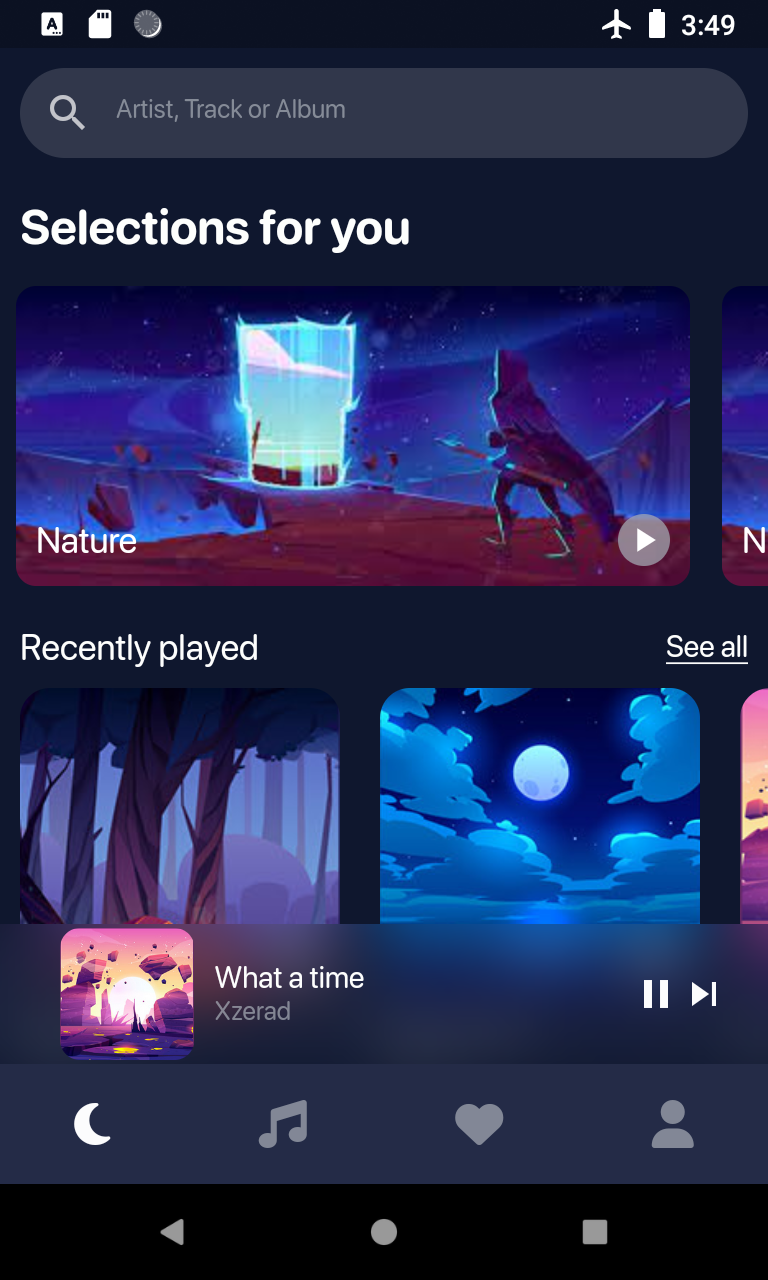 A
3:49
Artist, Track or Album
Selections for you
Nature
N
Recently played
See all
What a time
Xzerad